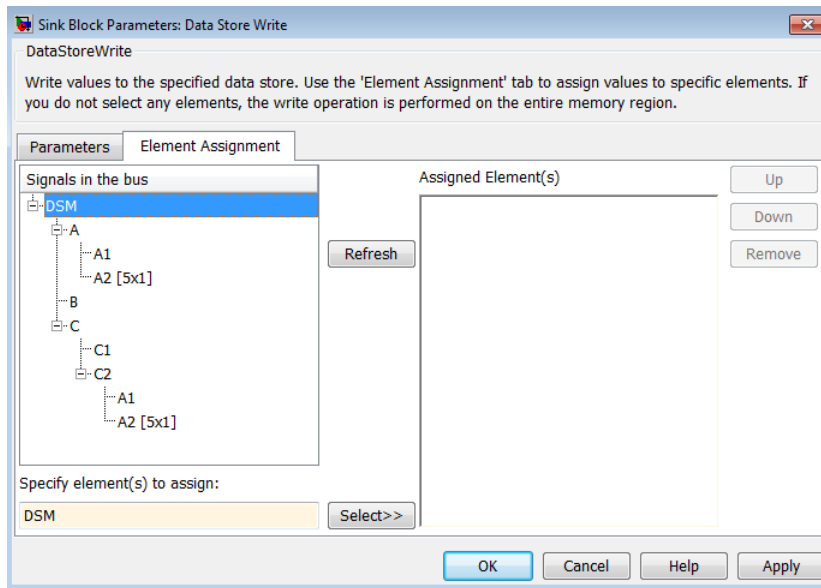 Sink Block Parameters: Data Store Write
DataStoreWrite
Write values to the specified data store. Use the 'Element Assignment' tab to assign values to specific elements. If
you do not select any elements, the write operation is performed on the entire memory region.
Parameters
Element Assignment
Signals in the bus
DSM
A
A1
A2 [5x1]
B
C
C1
C2
A1
A2 [5x1]
Refresh
Assigned Element(s)
Up
Down
Remove
Specify element(s) to assign:
DSM
Select>>
OK
Cancel
Help
Apply